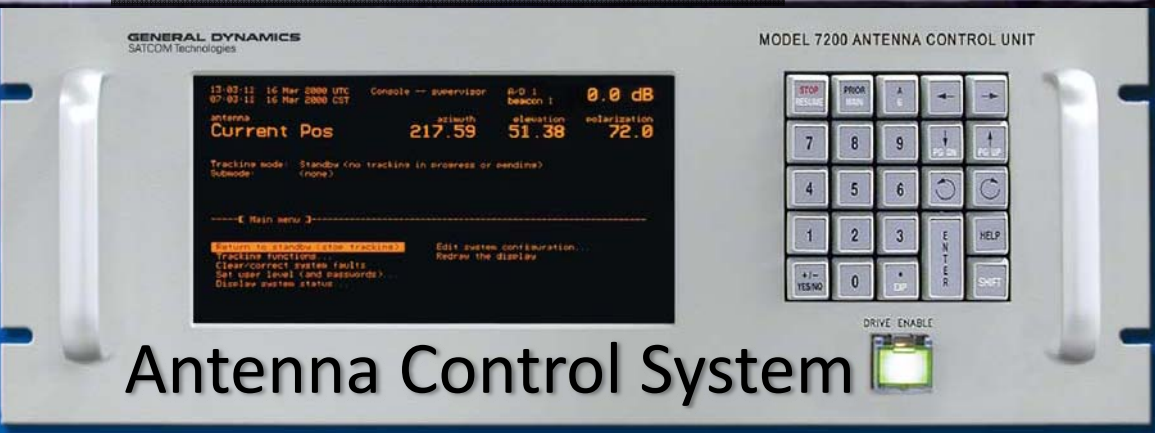 GENERAL DYNAMICS
SATCOM Technologies
MODEL 7200 ANTENNA CONTROL UNIT
13-03-12 16 Mar 2000 UTC Console -- supervisor A/D 1 0.0 dB
07-03-12 16 Mar 2000 CST beacon 1
antenna azimuth elevation polarization
Current Pos 217.59 51.38 72.0
Tracking mode: Standby (no tracking in progress or pending)
Submode: (none)
[ Main menu ]
Return to standby (stop tracking) Edit system configuration...
Tracking functions... Redraw the display
Clear/correct system faults
Set user level (and passwords)...
Display system status...
STOP PRIOR A
RESUME MAIN
7 8 9 PG DN PG UP
4 5 6
1 2 3 ENTER HELP
+/- 0 SHIFT
YES/NO
DRIVE ENABLE
Antenna Control System